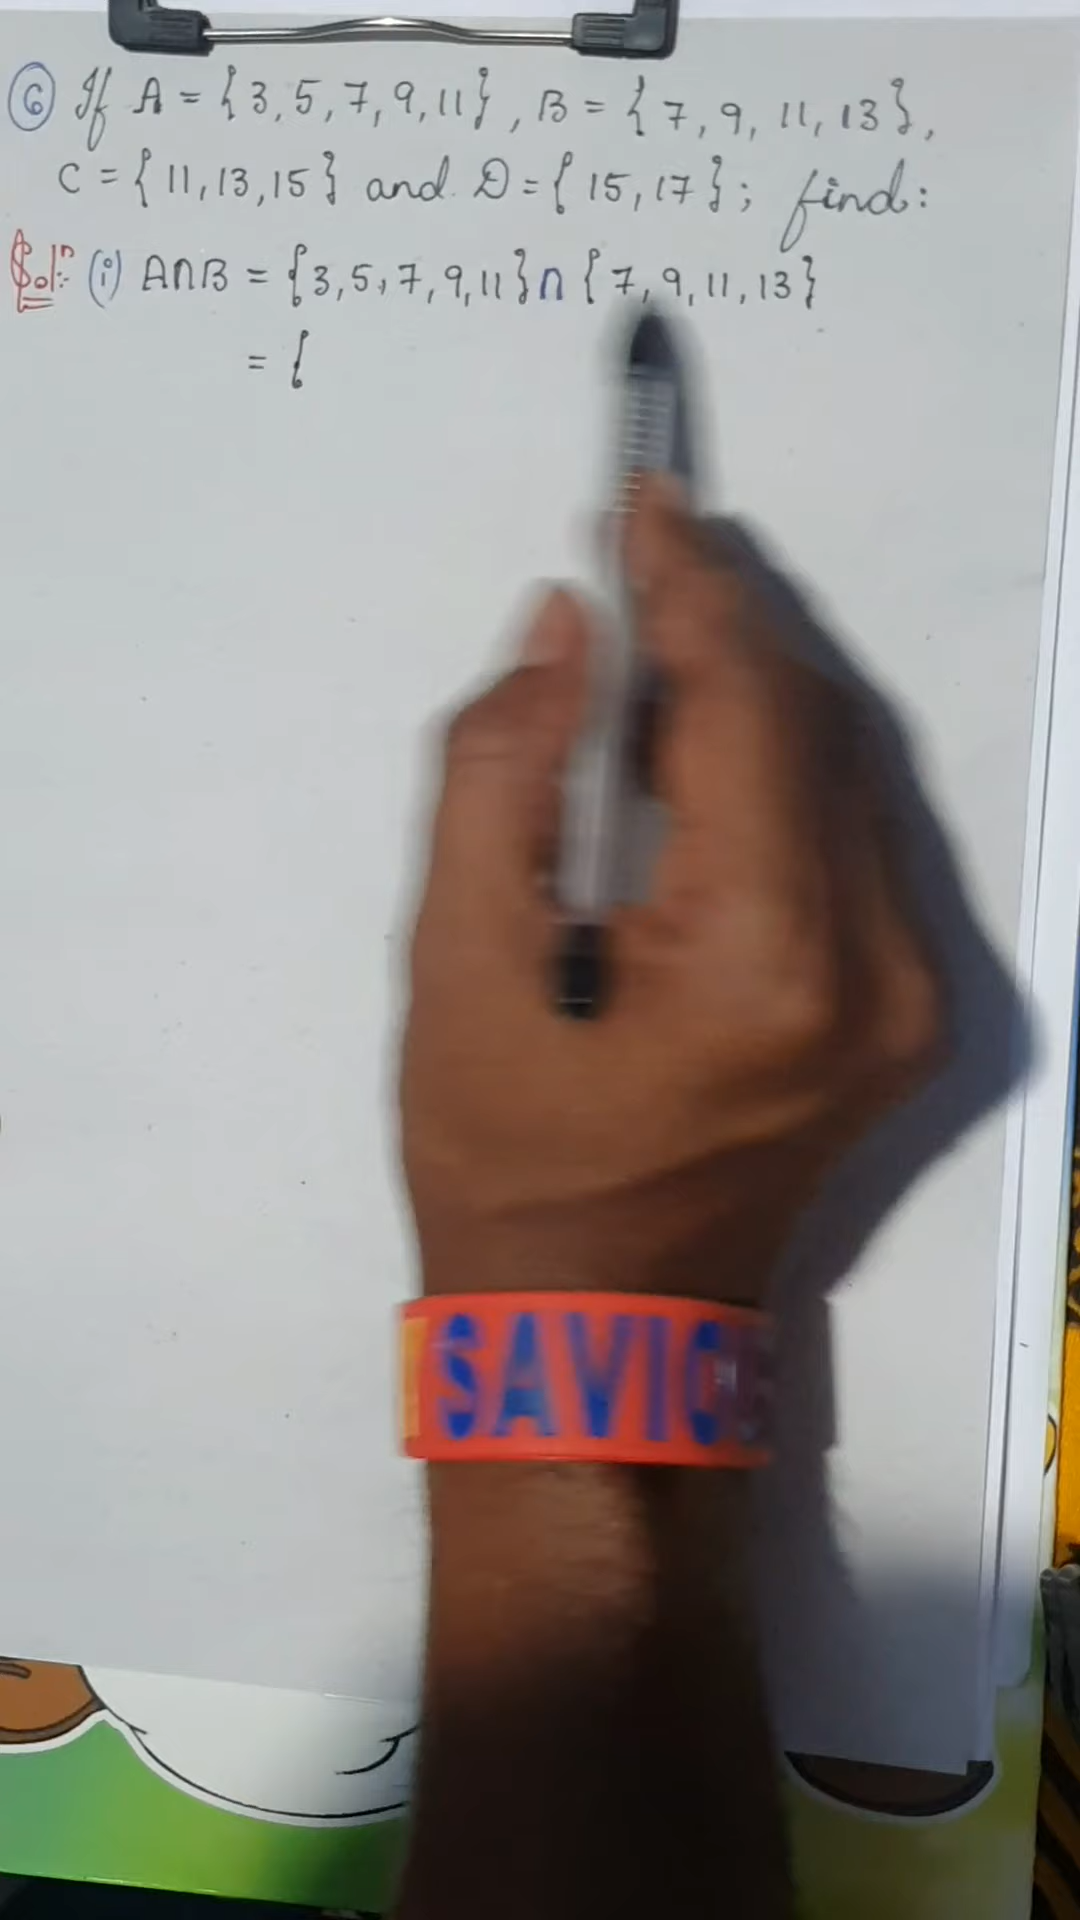 6 If A = {3, 5, 7, 9, 11}, B = {7, 9, 11, 13},
C = {11, 13, 15} and D = {15, 17}; find:
Solⁿ:- (i) A∩B = {3, 5, 7, 9, 11} ∩ {7, 9, 11, 13}
= {
SAVIO